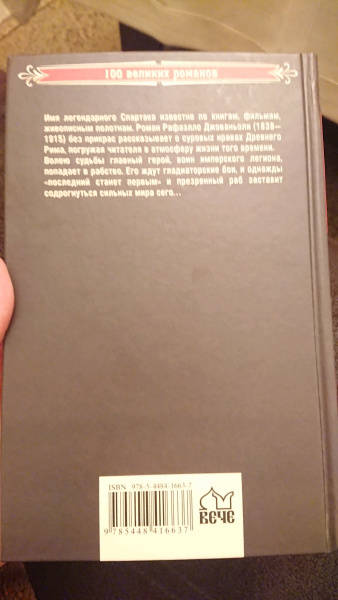 100 великих романов
Имя легендарного Спартака известно по книгам, фильмам,
живописным полотнам. Роман Рафаэлло Джованьоли (1838–
1915) без прикрас рассказывает о суровых нравах Древнего
Рима, погружая читателя в атмосферу жизни того времени.
Волею судьбы главный герой, воин имперского легиона,
попадает в рабство. Его ждут гладиаторские бои, и однажды
«последний станет первым» и презренный раб заставит
содрогнуться сильных мира сего...
ISBN 978-5-4484-1663-7
9 785448 416637
ВЕЧЕ